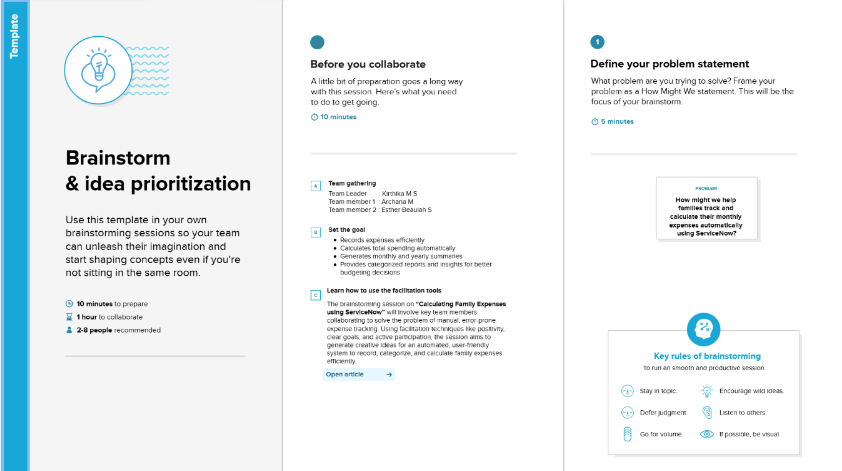 Template
Brainstorm
& idea prioritization
Use this template in your own
brainstorming sessions so your team
can unleash their imagination and
start shaping concepts even if you're
not sitting in the same room.
10 minutes to prepare
1 hour to collaborate
2-8 people recommended
Before you collaborate
A little bit of preparation goes a long way
with this session. Here's what you need
to do to get going.
10 minutes
A
Team gathering
Team Leader : Kirthika M S
Team member 1 : Archana M
Team member 2 : Esther Beaulah S
B
Set the goal
• Records expenses efficiently
• Calculates total spending automatically
• Generates monthly and yearly summaries
• Provides categorized reports and insights for better
budgeting decisions
C
Learn how to use the facilitation tools
The brainstorming session on "Calculating Family Expenses
using ServiceNow" will involve key team members
collaborating to solve the problem of manual, error-prone
expense tracking. Using facilitation techniques like positivity,
clear goals, and active participation, the session aims to
generate creative ideas for an automated, user-friendly
system to record, categorize, and calculate family expenses
efficiently.
Open article →
1
Define your problem statement
What problem are you trying to solve? Frame your
problem as a How Might We statement. This will be the
focus of your brainstorm.
5 minutes
PROBLEM
How might we help
families track and
calculate their monthly
expenses automatically
using ServiceNow?
Key rules of brainstorming
To run an smooth and productive session
Stay in topic.
Encourage wild ideas.
Defer judgment.
Listen to others.
Go for volume.
If possible, be visual.